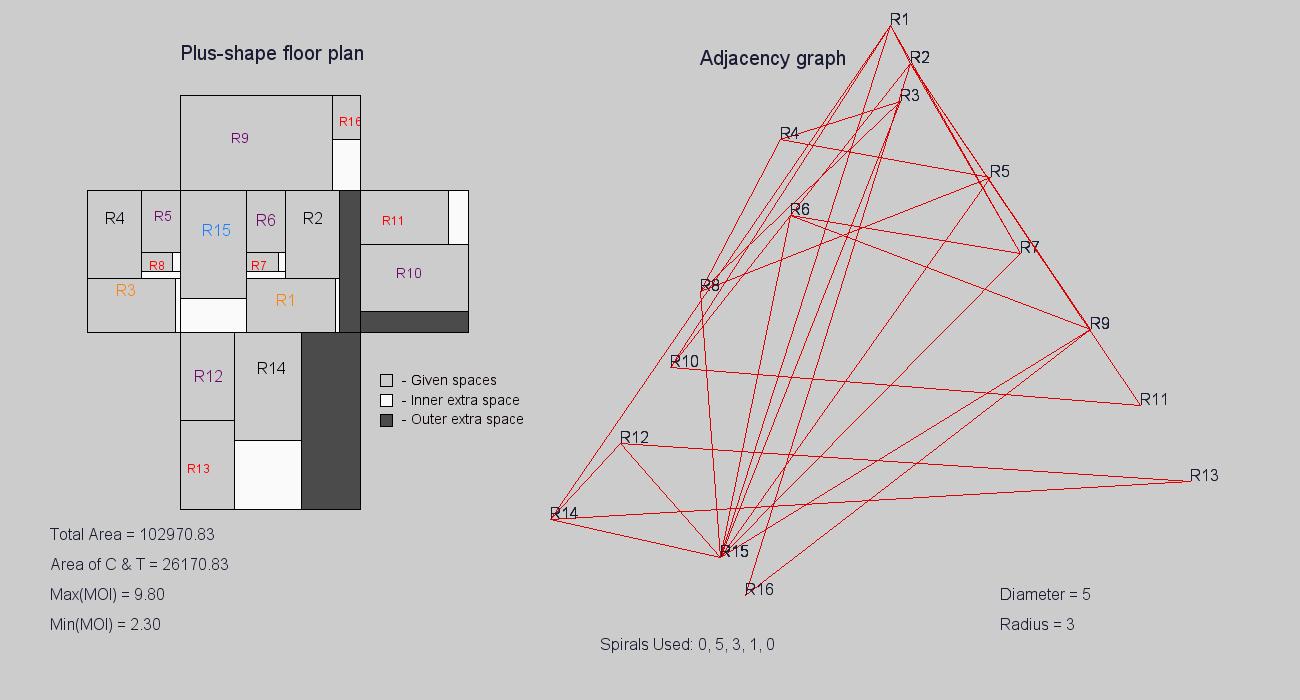 Plus-shape floor plan
R9
R16
R4
R5
R15
R6
R2
R11
R8
R7
R10
R3
R1
R12
R14
R13
- Given spaces
- Inner extra space
- Outer extra space
Total Area = 102970.83
Area of C & T = 26170.83
Max(MOI) = 9.80
Min(MOI) = 2.30
Adjacency graph
R1
R2
R3
R4
R5
R6
R7
R8
R9
R10
R11
R12
R13
R14
R15
R16
Diameter = 5
Radius = 3
Spirals Used: 0, 5, 3, 1, 0